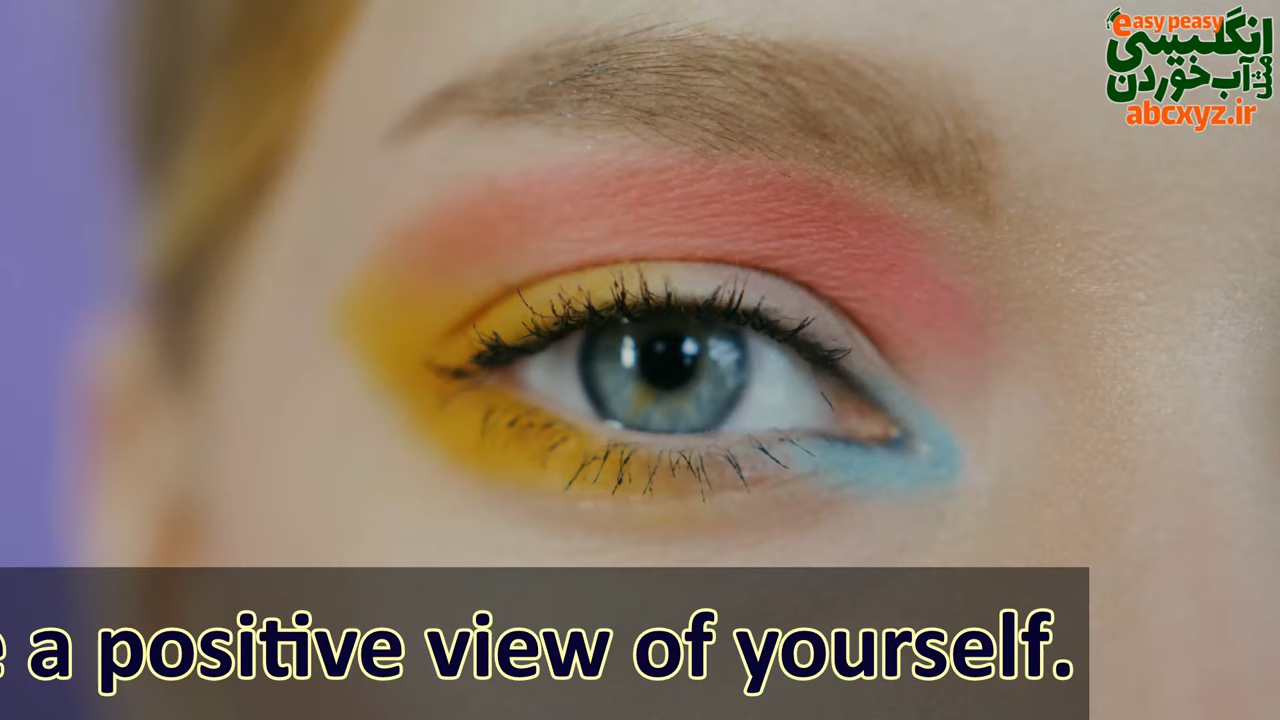 easy peasy
انگلیسی
مثل آب خوردن
abcxyz.ir
a positive view of yourself.